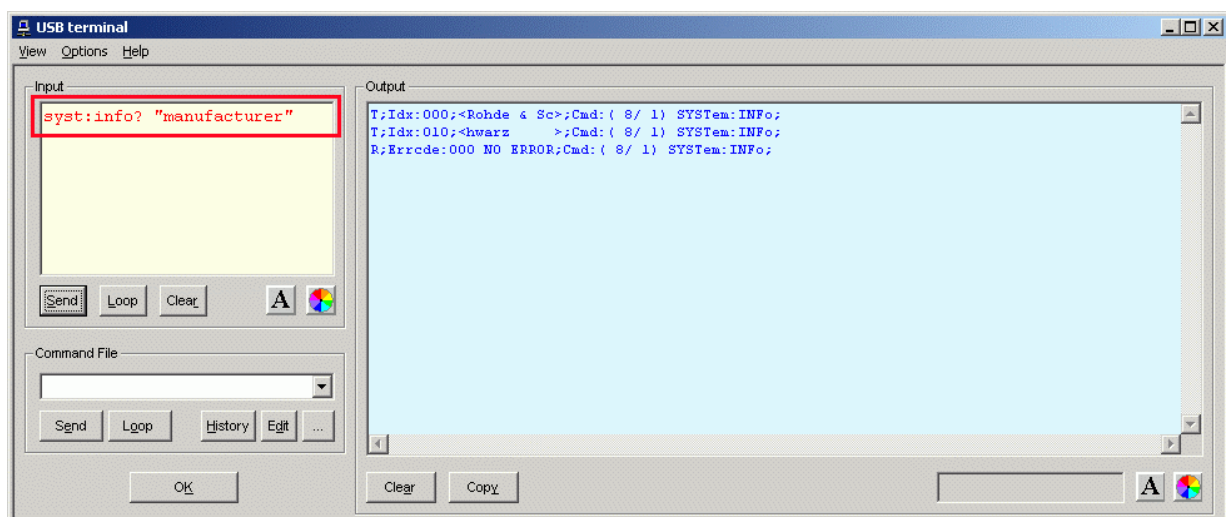 USB terminal
View Options Help
Input
syst:info? "manufacturer"
Send Loop Clear A
Command File
Send Loop History Edit ...
OK
Output
T;Idx:000;<Rohde & Sc>;Cmd:( 8/ 1) SYSTem:INFo;
T;Idx:010;<hwarz     >;Cmd:( 8/ 1) SYSTem:INFo;
R;Errcde:000 NO ERROR;Cmd:( 8/ 1) SYSTem:INFo;
Clear Copy A